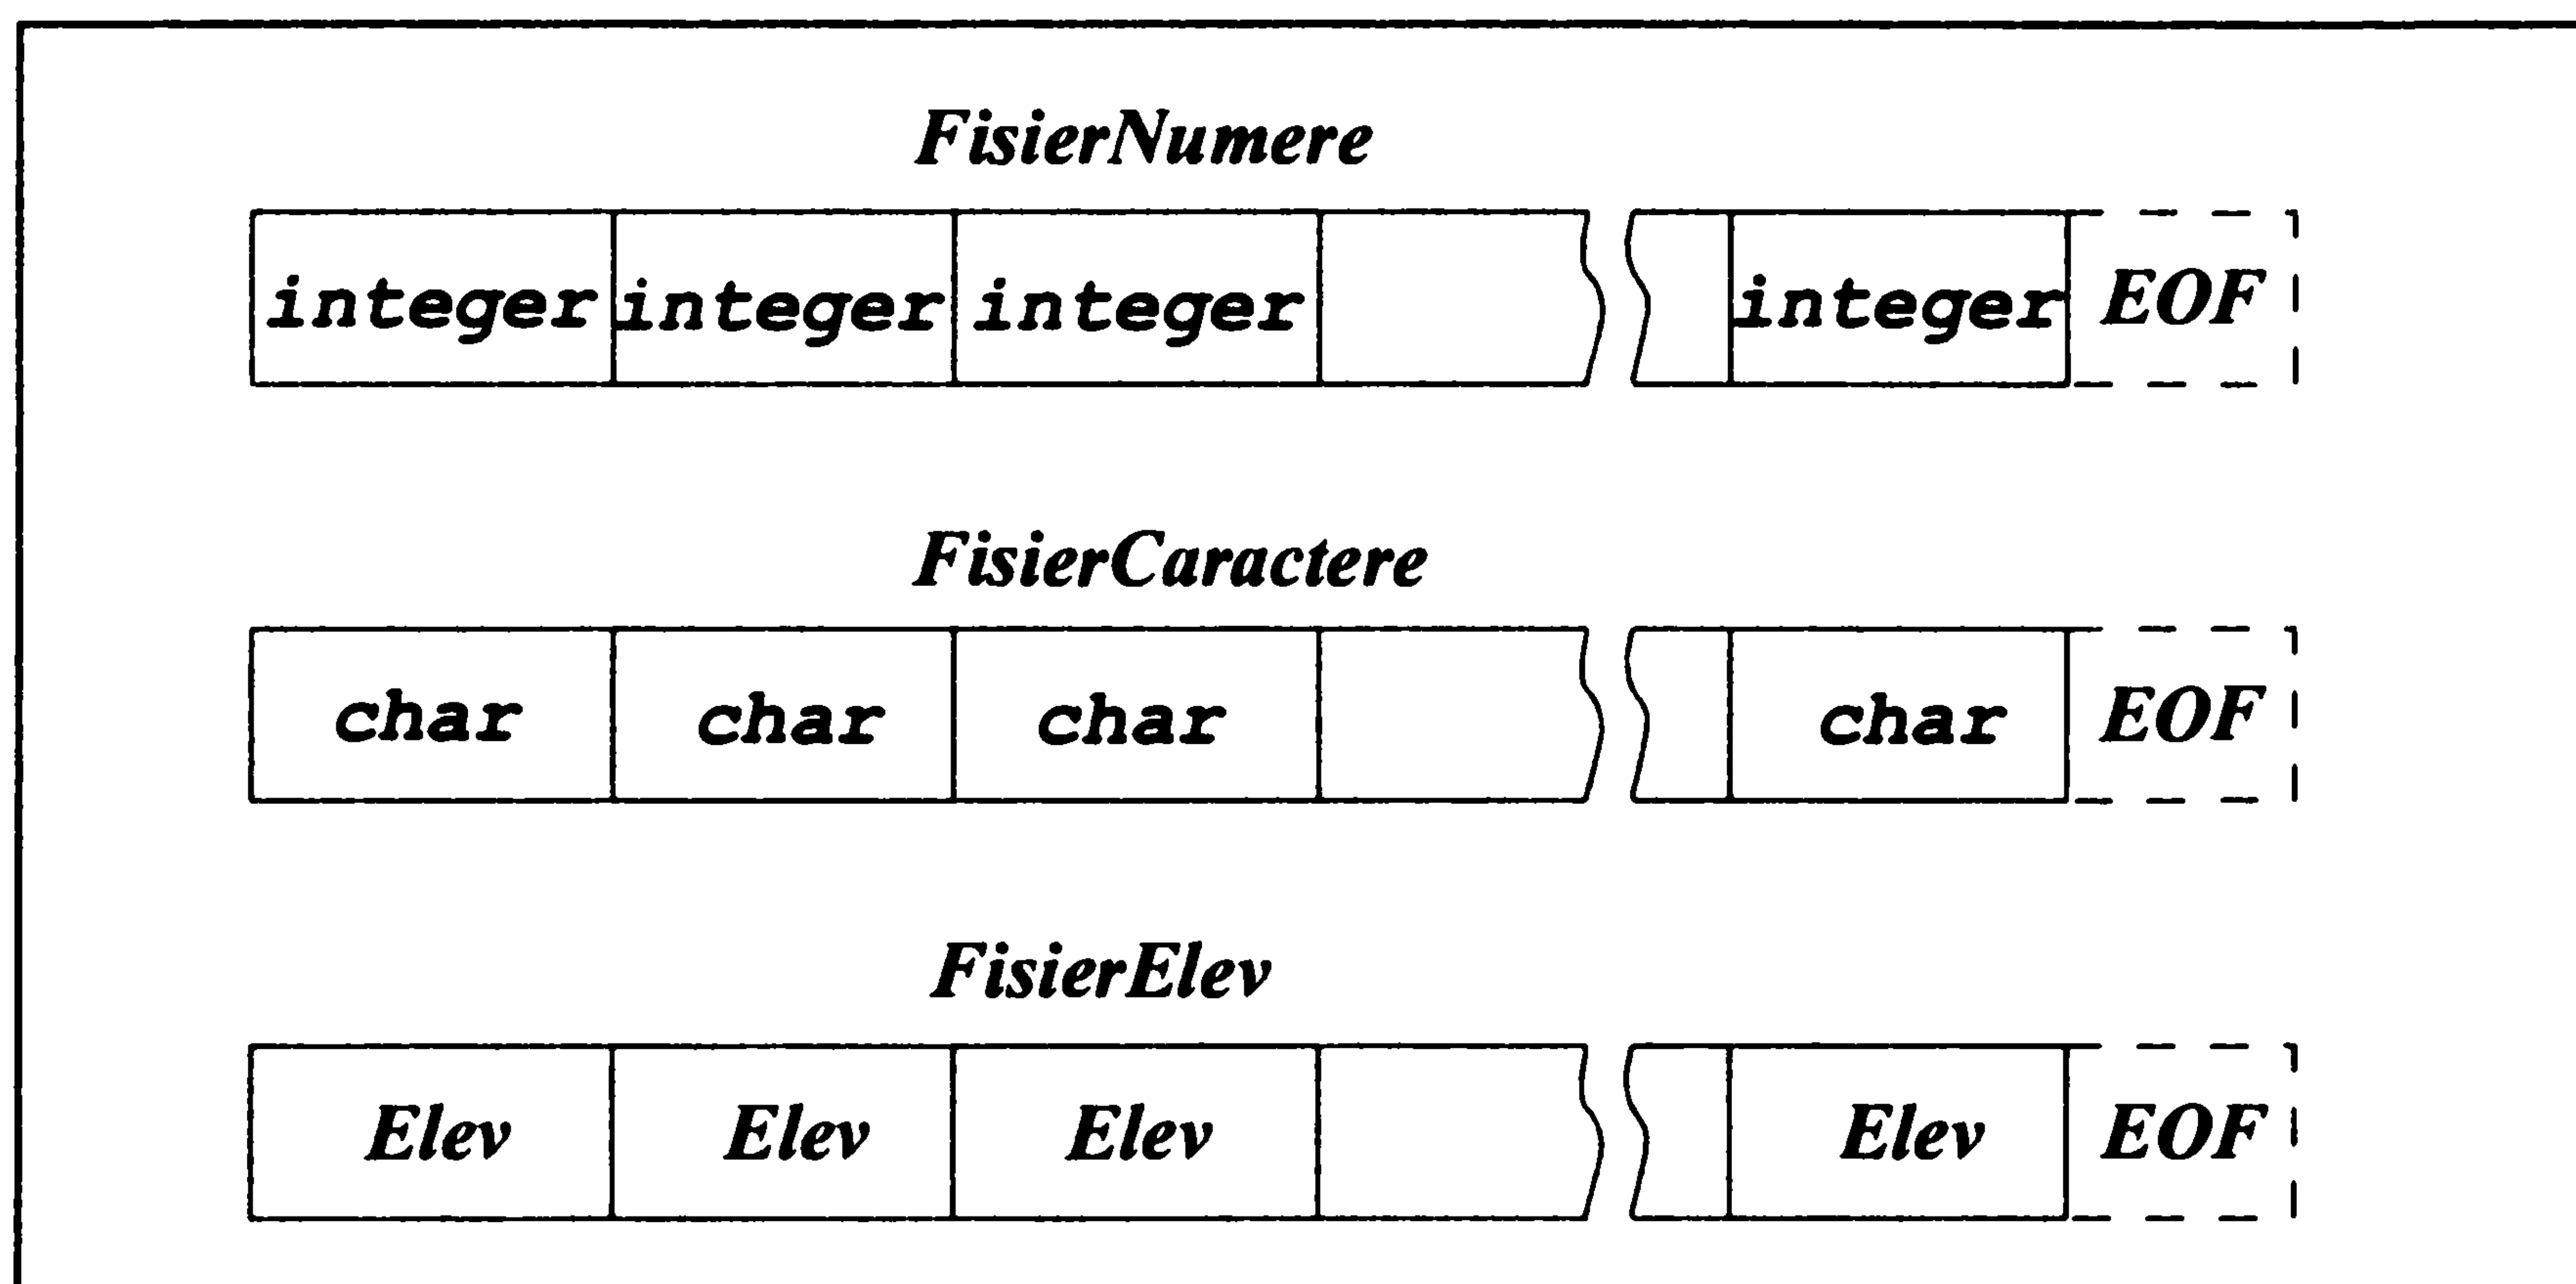 FisierNumere
integer integer integer integer EOF
FisierCaractere
char char char char EOF
FisierElev
Elev Elev Elev Elev EOF